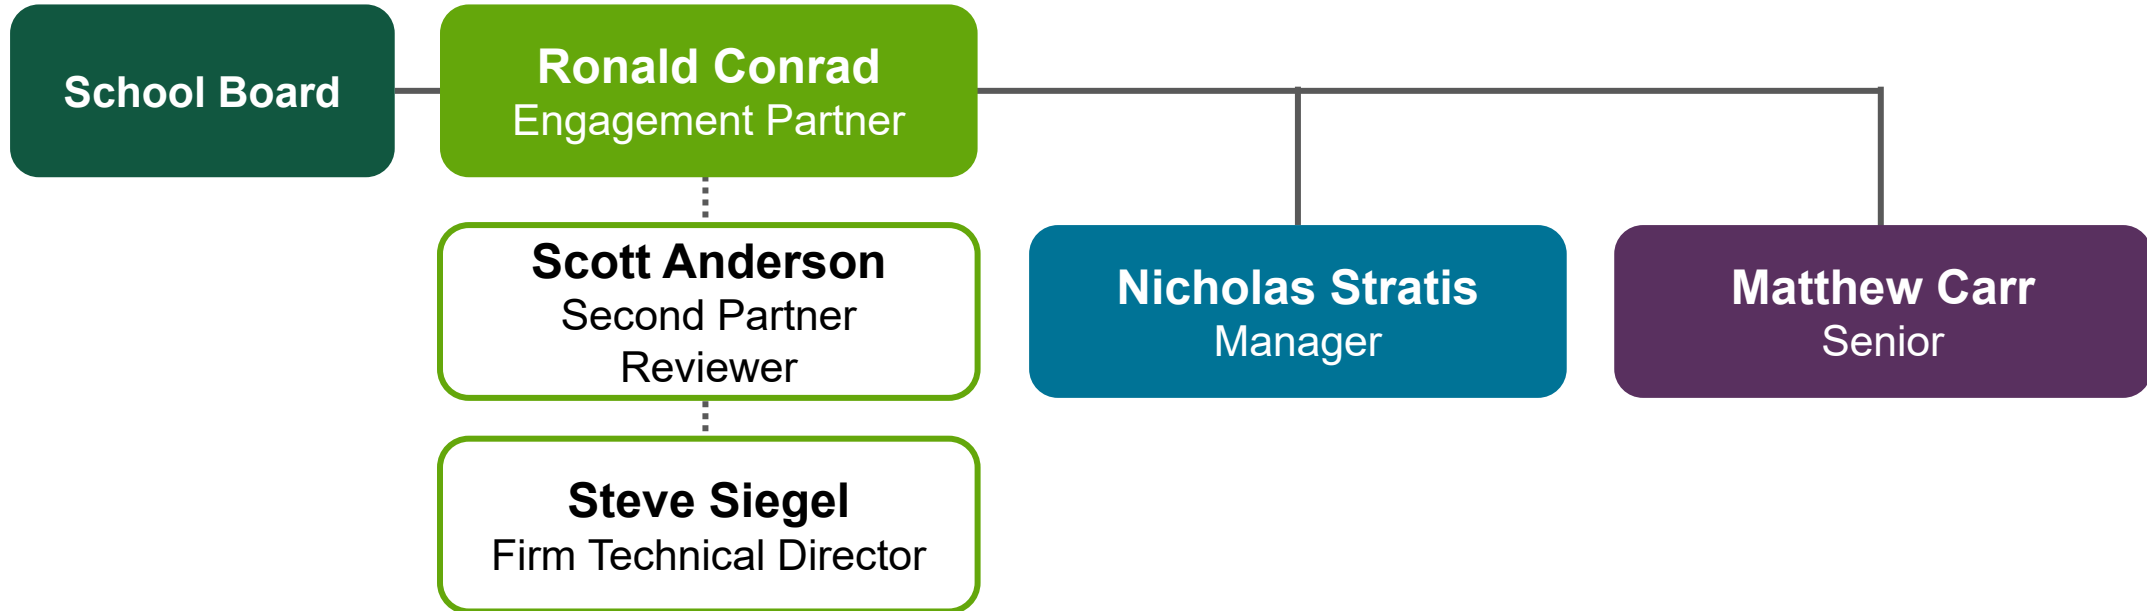 School Board
Ronald Conrad
Engagement Partner
Scott Anderson
Second Partner
Reviewer
Steve Siegel
Firm Technical Director
Nicholas Stratis
Manager
Matthew Carr
Senior